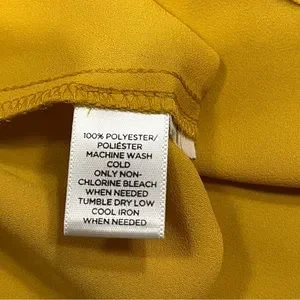 100% POLYESTER/
POLIÉSTER
MACHINE WASH
COLD
ONLY NON-
CHLORINE BLEACH
WHEN NEEDED
TUMBLE DRY LOW
COOL IRON
WHEN NEEDED